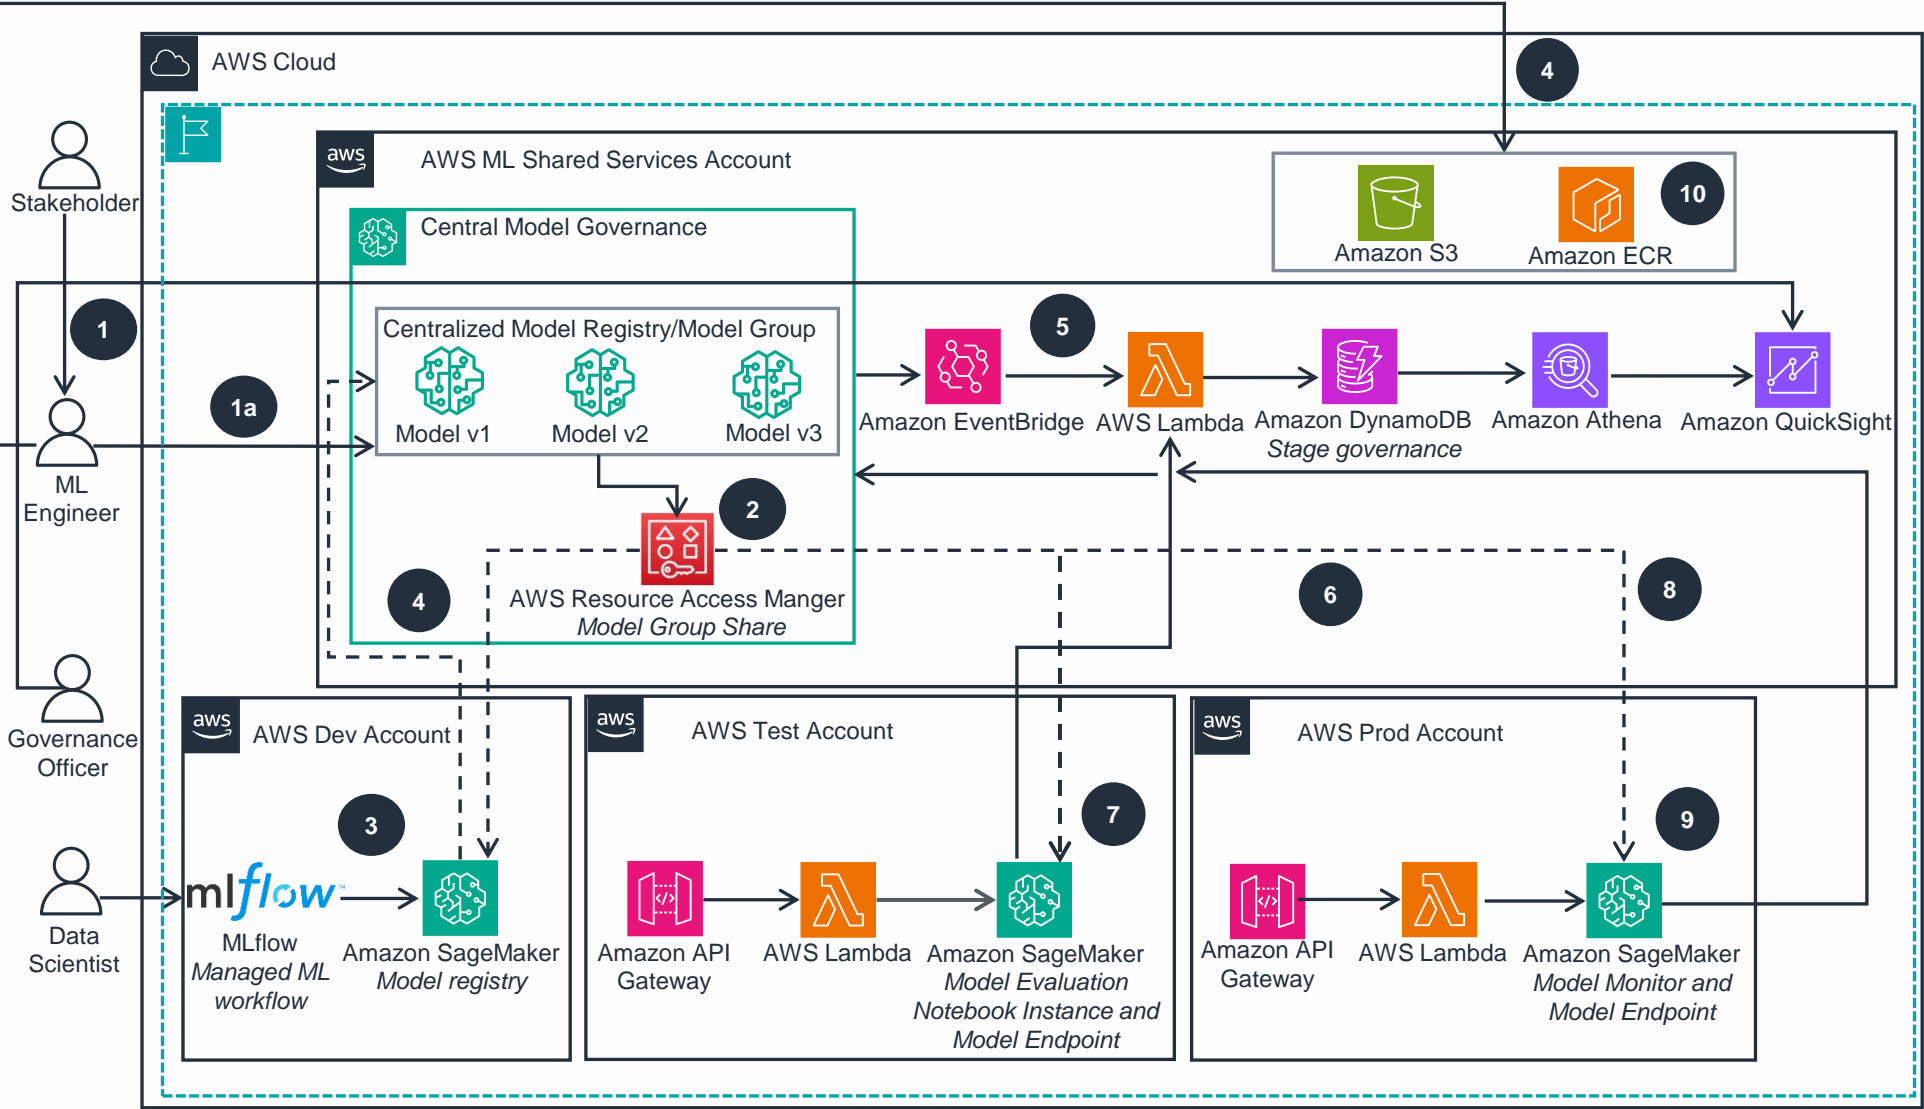 AWS Cloud
4
Stakeholder
aws
AWS ML Shared Services Account
Amazon S3
Amazon ECR
10
Central Model Governance
1
1a
Centralized Model Registry/Model Group
Model v1
Model v2
Model v3
5
Amazon EventBridge
AWS Lambda
Amazon DynamoDB
Stage governance
Amazon Athena
Amazon QuickSight
ML
Engineer
2
4
AWS Resource Access Manger
Model Group Share
6
8
Governance
Officer
aws
AWS Dev Account
aws
AWS Test Account
aws
AWS Prod Account
3
7
9
Data
Scientist
mlflow
MLflow
Managed ML
workflow
Amazon SageMaker
Model registry
Amazon API
Gateway
AWS Lambda
Amazon SageMaker
Model Evaluation
Notebook Instance and
Model Endpoint
Amazon API
Gateway
AWS Lambda
Amazon SageMaker
Model Monitor and
Model Endpoint